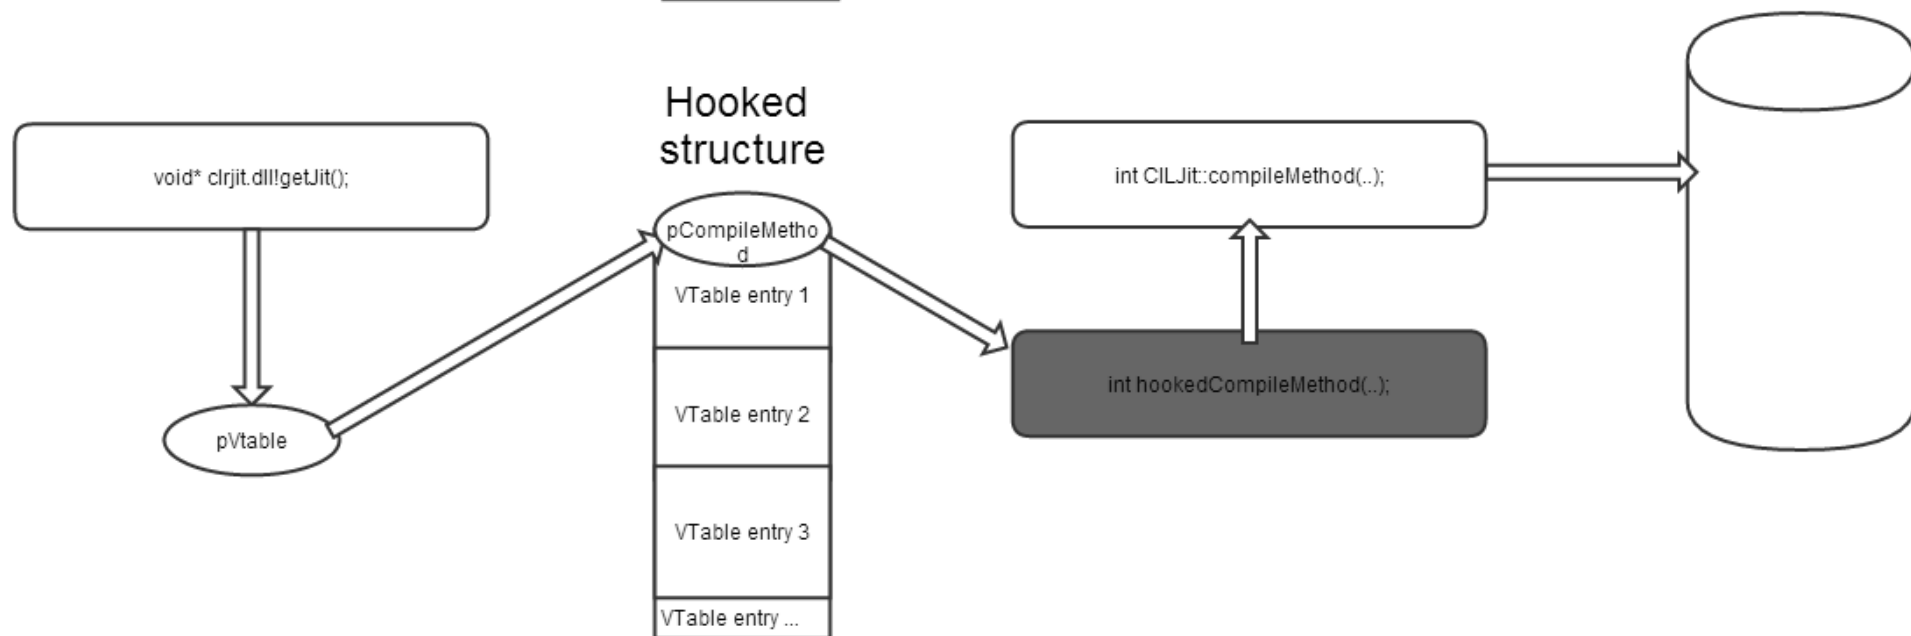 Hooked
structure
void* clrjit.dll!getJit();
pVtable
pCompileMetho
d
VTable entry 1
VTable entry 2
VTable entry 3
VTable entry ...
int CILJit::compileMethod(..);
int hookedCompileMethod(..);